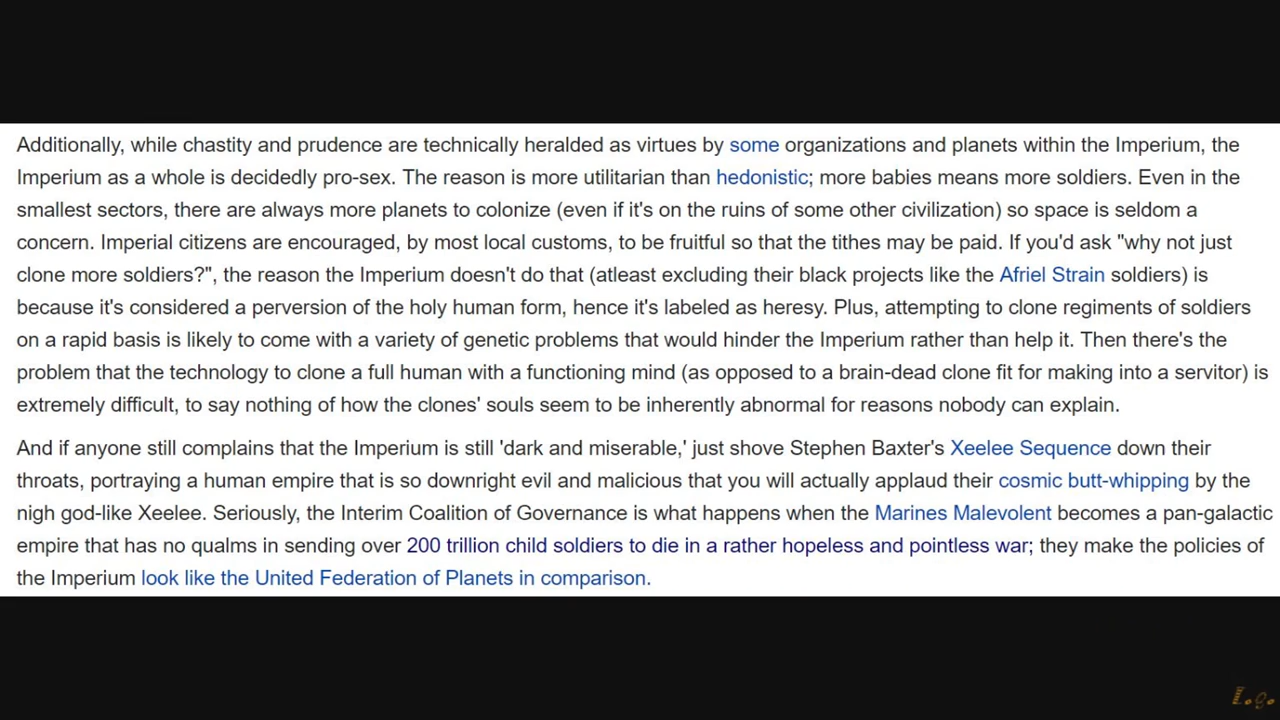 Additionally, while chastity and prudence are technically heralded as virtues by some organizations and planets within the Imperium, the
Imperium as a whole is decidedly pro-sex. The reason is more utilitarian than hedonistic; more babies means more soldiers. Even in the
smallest sectors, there are always more planets to colonize (even if it's on the ruins of some other civilization) so space is seldom a
concern. Imperial citizens are encouraged, by most local customs, to be fruitful so that the tithes may be paid. If you'd ask "why not just
clone more soldiers?", the reason the Imperium doesn't do that (atleast excluding their black projects like the Afriel Strain soldiers) is
because it's considered a perversion of the holy human form, hence it's labeled as heresy. Plus, attempting to clone regiments of soldiers
on a rapid basis is likely to come with a variety of genetic problems that would hinder the Imperium rather than help it. Then there's the
problem that the technology to clone a full human with a functioning mind (as opposed to a brain-dead clone fit for making into a servitor) is
extremely difficult, to say nothing of how the clones' souls seem to be inherently abnormal for reasons nobody can explain.
And if anyone still complains that the Imperium is still 'dark and miserable,' just shove Stephen Baxter's Xeelee Sequence down their
throats, portraying a human empire that is so downright evil and malicious that you will actually applaud their cosmic butt-whipping by the
nigh god-like Xeelee. Seriously, the Interim Coalition of Governance is what happens when the Marines Malevolent becomes a pan-galactic
empire that has no qualms in sending over 200 trillion child soldiers to die in a rather hopeless and pointless war; they make the policies of
the Imperium look like the United Federation of Planets in comparison.
LoGo